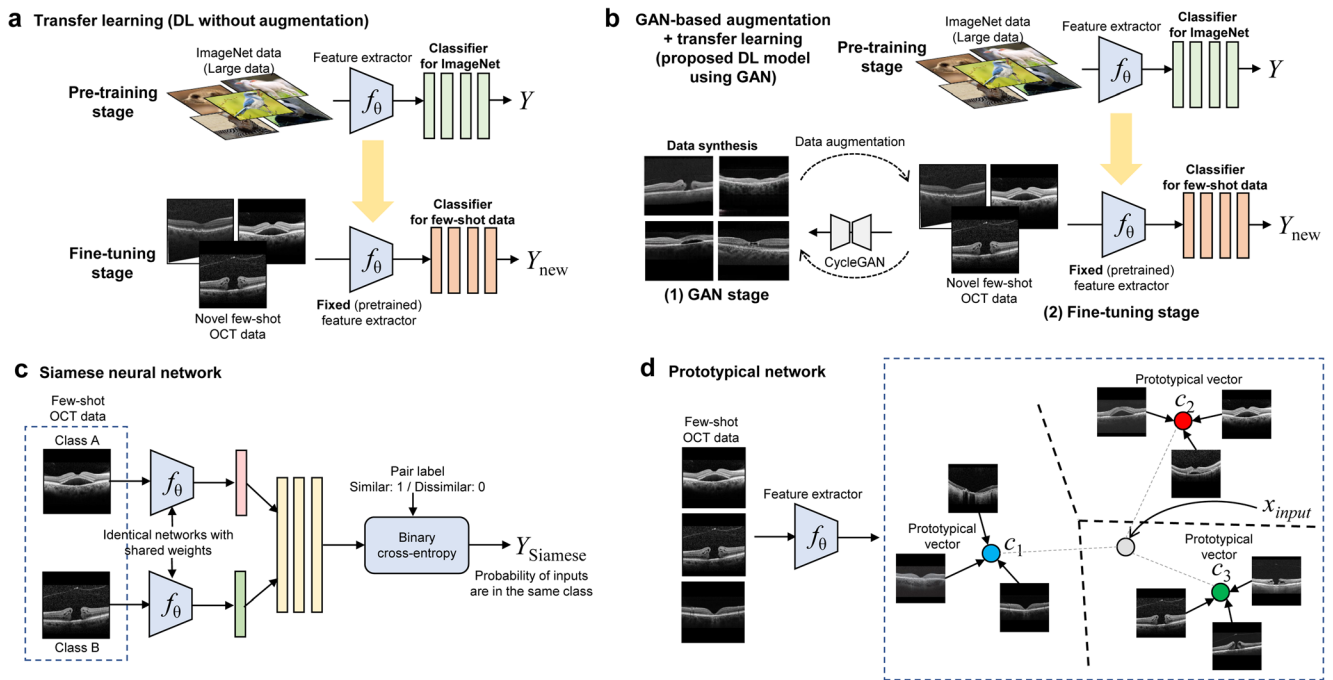 a Transfer learning (DL without augmentation)
ImageNet data
(Large data)
Feature extractor
Classifier
for ImageNet
Pre-training
stage
fθ
Y
Classifier
for few-shot data
Fine-tuning
stage
fθ
Ynew
Novel few-shot
OCT data
Fixed (pretrained)
feature extractor
b GAN-based augmentation
+ transfer learning
(proposed DL model
using GAN)
Pre-training
stage
ImageNet data
(Large data)
Feature extractor
Classifier
for ImageNet
fθ
Y
Data synthesis
Data augmentation
CycleGAN
(1) GAN stage
Classifier
for few-shot data
fθ
Ynew
Novel few-shot
OCT data
Fixed (pretrained)
feature extractor
(2) Fine-tuning stage
c Siamese neural network
Few-shot
OCT data
Class A
fθ
Identical networks with
shared weights
fθ
Class B
Pair label
Similar: 1 / Dissimilar: 0
Binary
cross-entropy
YSiamese
Probability of inputs
are in the same class
d Prototypical network
Few-shot
OCT data
Feature extractor
fθ
Prototypical vector
c2
Prototypical
vector
c1
xinput
Prototypical
vector
c3